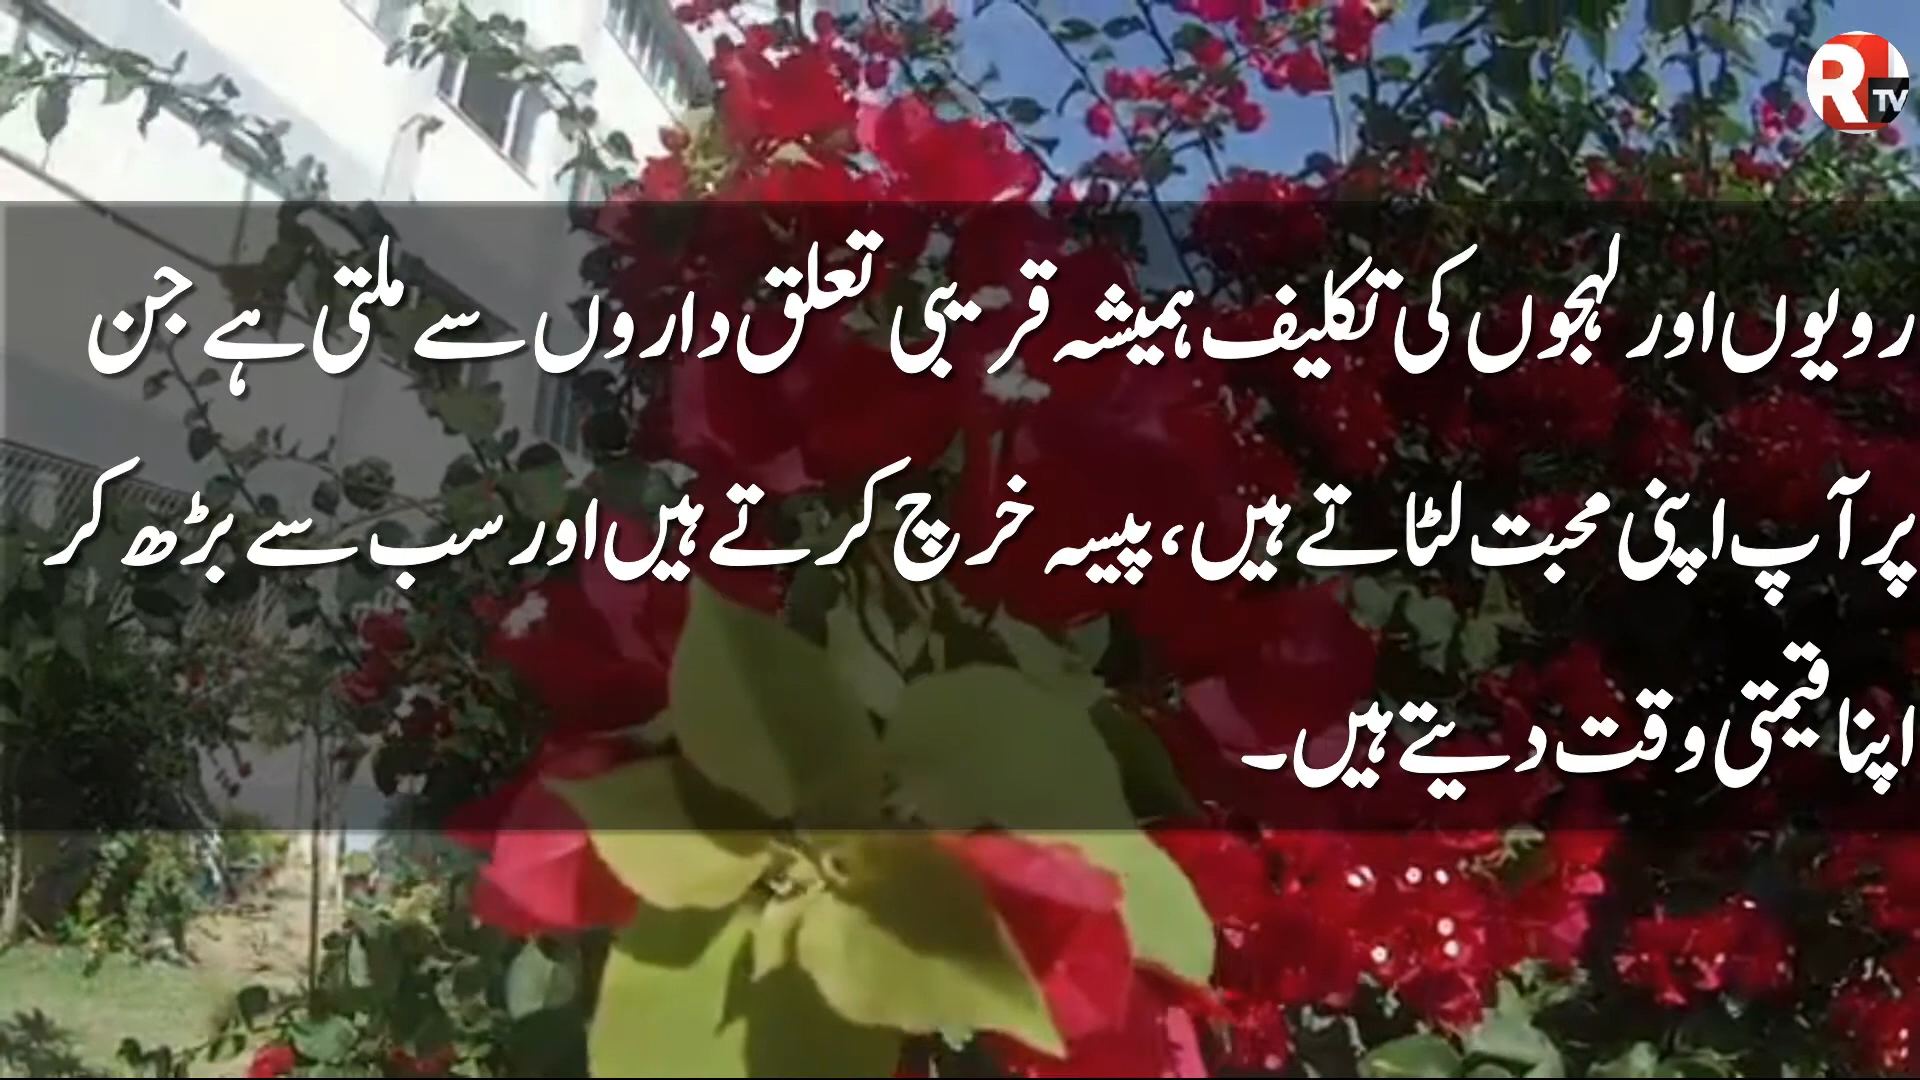 R TV
رویوں اور لہجوں کی تکلیف ہمیشہ قریبی تعلق داروں سے ملتی ہے جن
پر آپ اپنی محبت لٹاتے ہیں، پیسہ خرچ کرتے ہیں اور سب سے بڑھ کر
اپنا قیمتی وقت دیتے ہیں۔